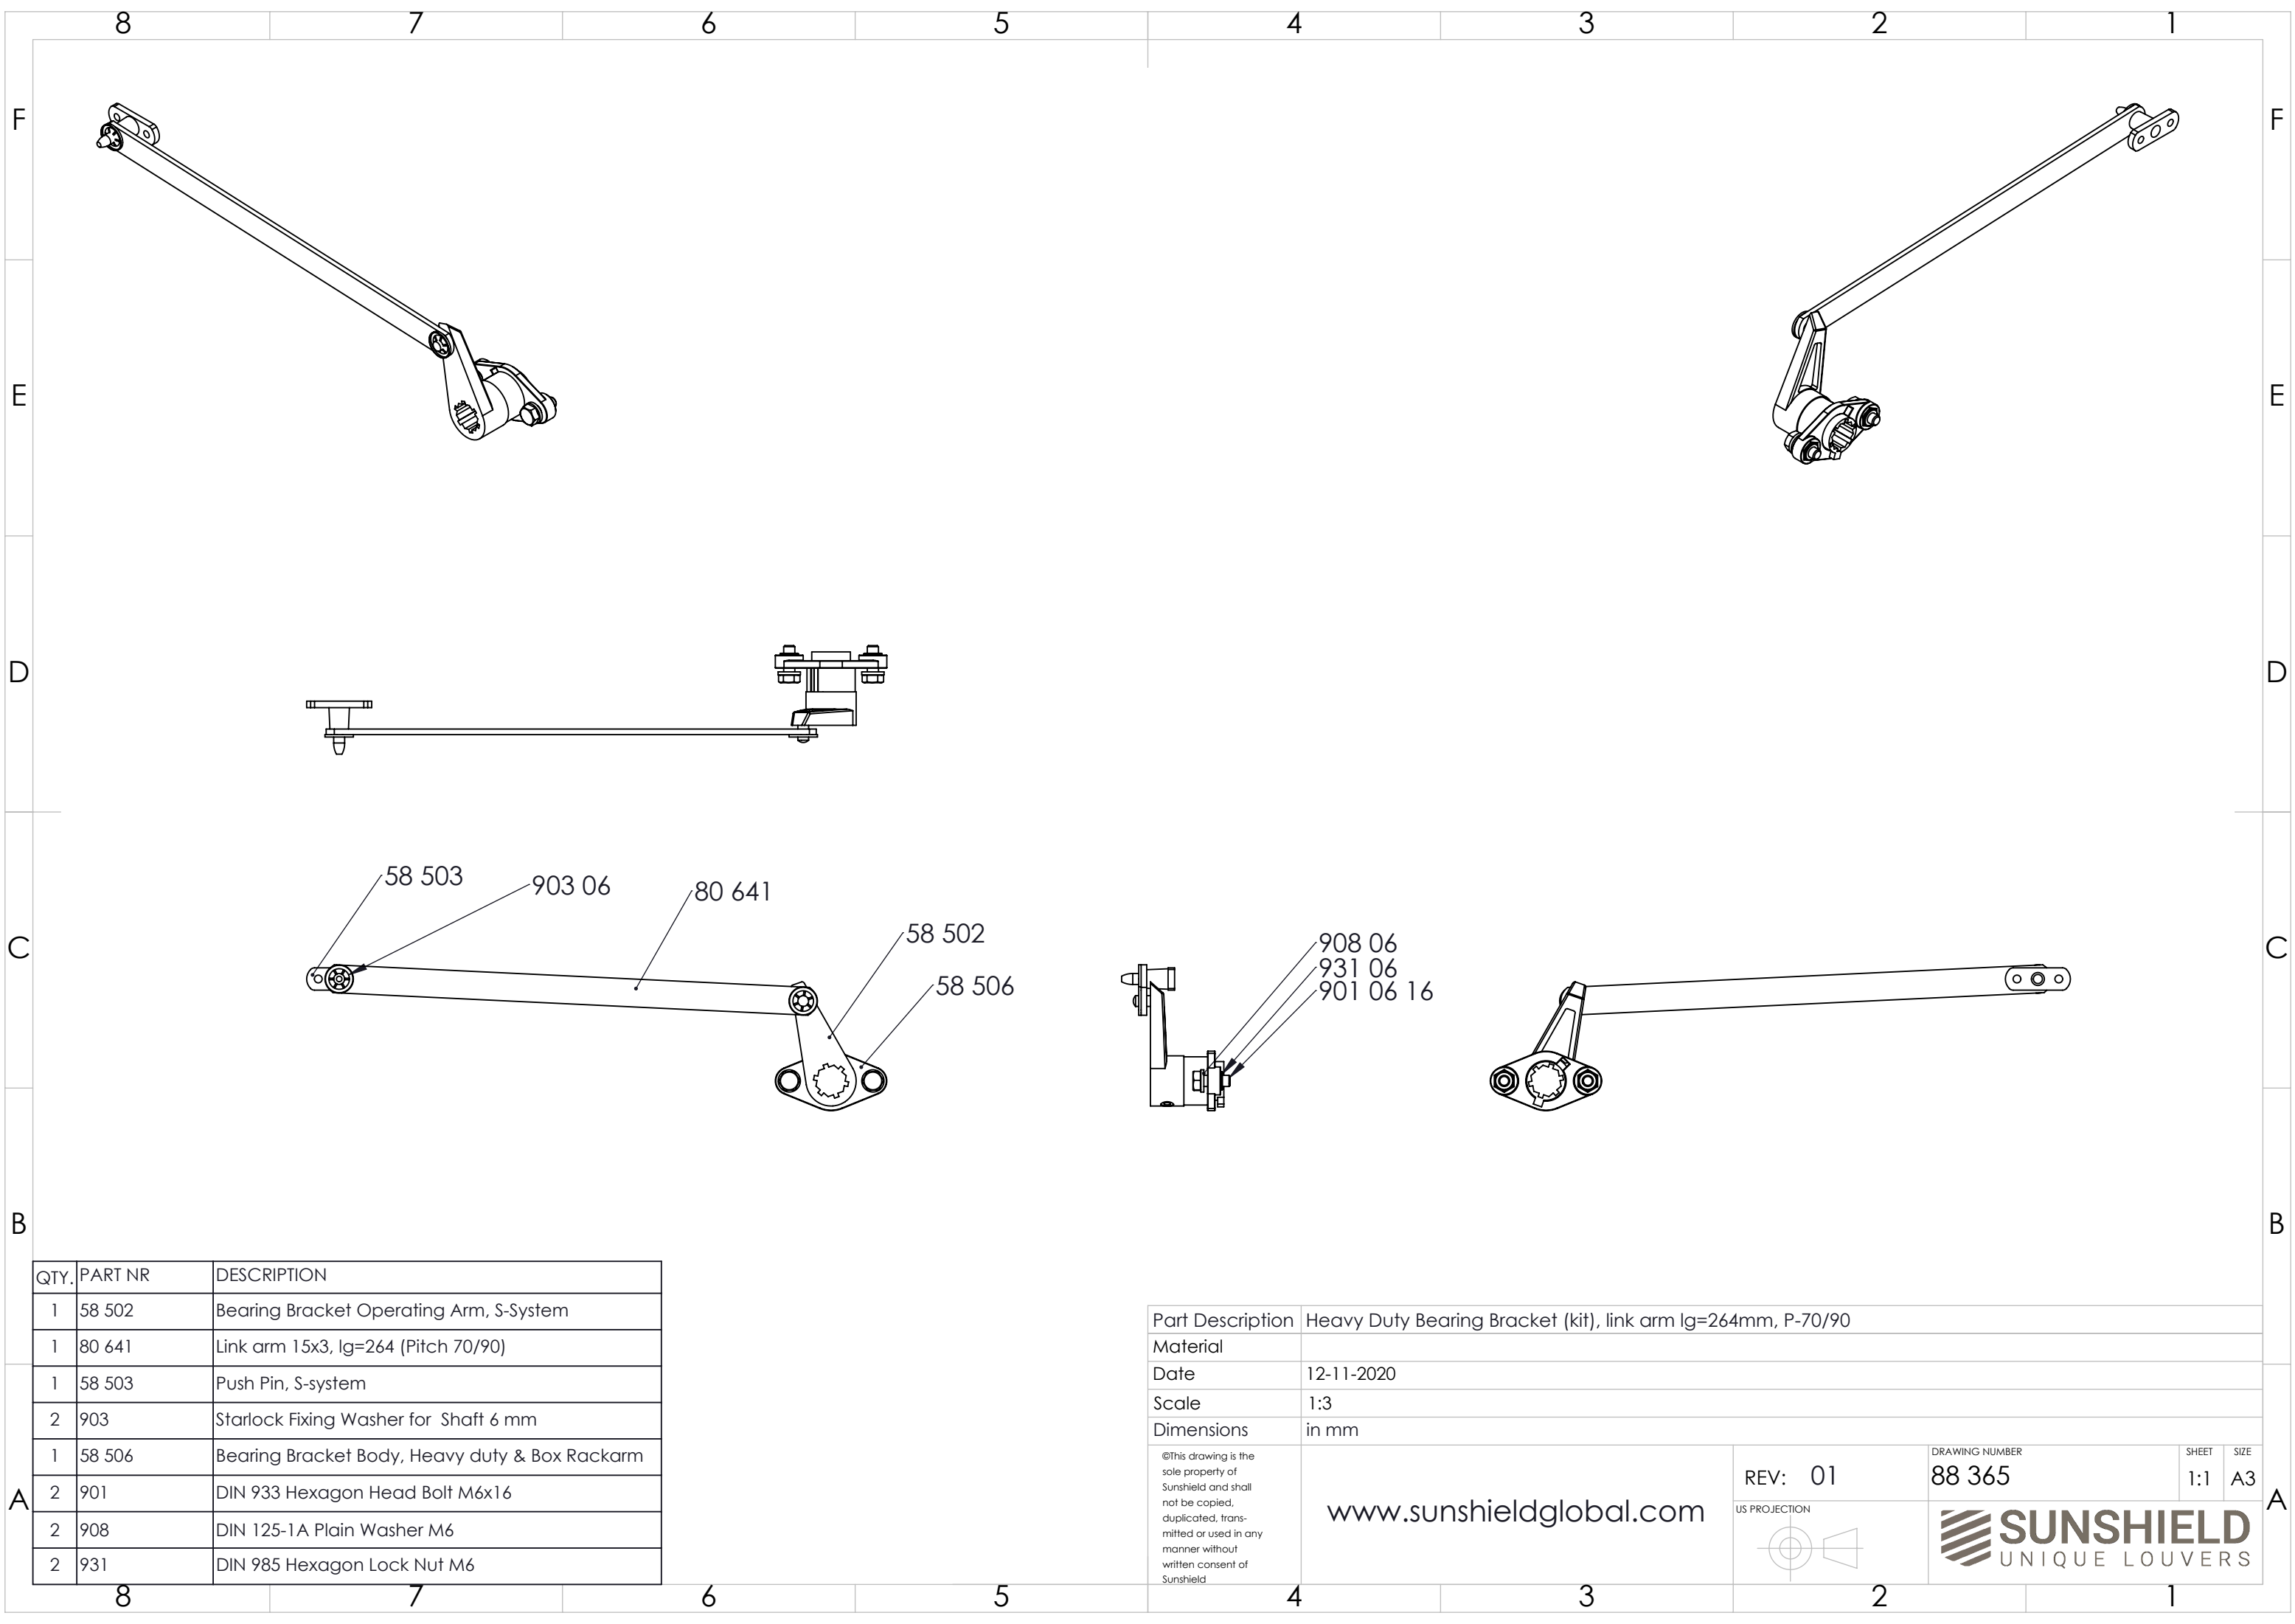 8 7 6 5 4 3 2 1
F F
E E
D D
C C
B B
A A
58 503
903 06
80 641
58 502
58 506
908 06
931 06
901 06 16
QTY. PART NR DESCRIPTION
1 58 502 Bearing Bracket Operating Arm, S-System
1 80 641 Link arm 15x3, lg=264 (Pitch 70/90)
1 58 503 Push Pin, S-system
2 903 Starlock Fixing Washer for Shaft 6 mm
1 58 506 Bearing Bracket Body, Heavy duty & Box Rackarm
2 901 DIN 933 Hexagon Head Bolt M6x16
2 908 DIN 125-1A Plain Washer M6
2 931 DIN 985 Hexagon Lock Nut M6
Part Description Heavy Duty Bearing Bracket (kit), link arm lg=264mm, P-70/90
Material
Date 12-11-2020
Scale 1:3
Dimensions in mm
©This drawing is the
sole property of
Sunshield and shall
not be copied,
duplicated, trans-
mitted or used in any
manner without
written consent of
Sunshield
www.sunshieldglobal.com
REV: 01
US PROJECTION
DRAWING NUMBER
88 365
SHEET
1:1
SIZE
A3
SUNSHIELD
UNIQUE LOUVERS
8 7 6 5 4 3 2 1